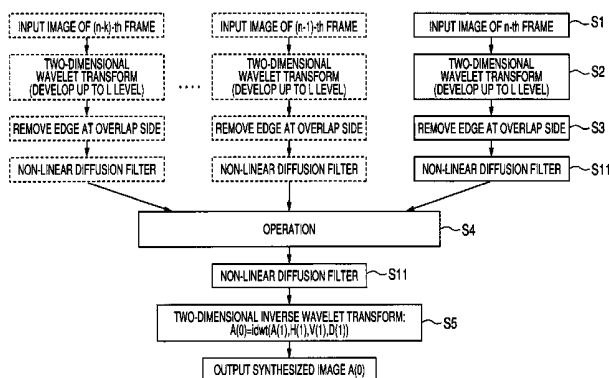 INPUT IMAGE OF (n-k)-th FRAME
INPUT IMAGE OF (n-1)-th FRAME
INPUT IMAGE OF n-th FRAME
S1
TWO-DIMENSIONAL
WAVELET TRANSFORM
(DEVELOP UP TO L LEVEL)
....
TWO-DIMENSIONAL
WAVELET TRANSFORM
(DEVELOP UP TO L LEVEL)
TWO-DIMENSIONAL
WAVELET TRANSFORM
(DEVELOP UP TO L LEVEL)
S2
REMOVE EDGE AT OVERLAP SIDE
REMOVE EDGE AT OVERLAP SIDE
REMOVE EDGE AT OVERLAP SIDE
S3
NON-LINEAR DIFFUSION FILTER
NON-LINEAR DIFFUSION FILTER
NON-LINEAR DIFFUSION FILTER
S11
OPERATION
S4
NON-LINEAR DIFFUSION FILTER
S11
TWO-DIMENSIONAL INVERSE WAVELET TRANSFORM:
A(0)=idwt(A(1),H(1),V(1),D(1))
S5
OUTPUT SYNTHESIZED IMAGE A(0)